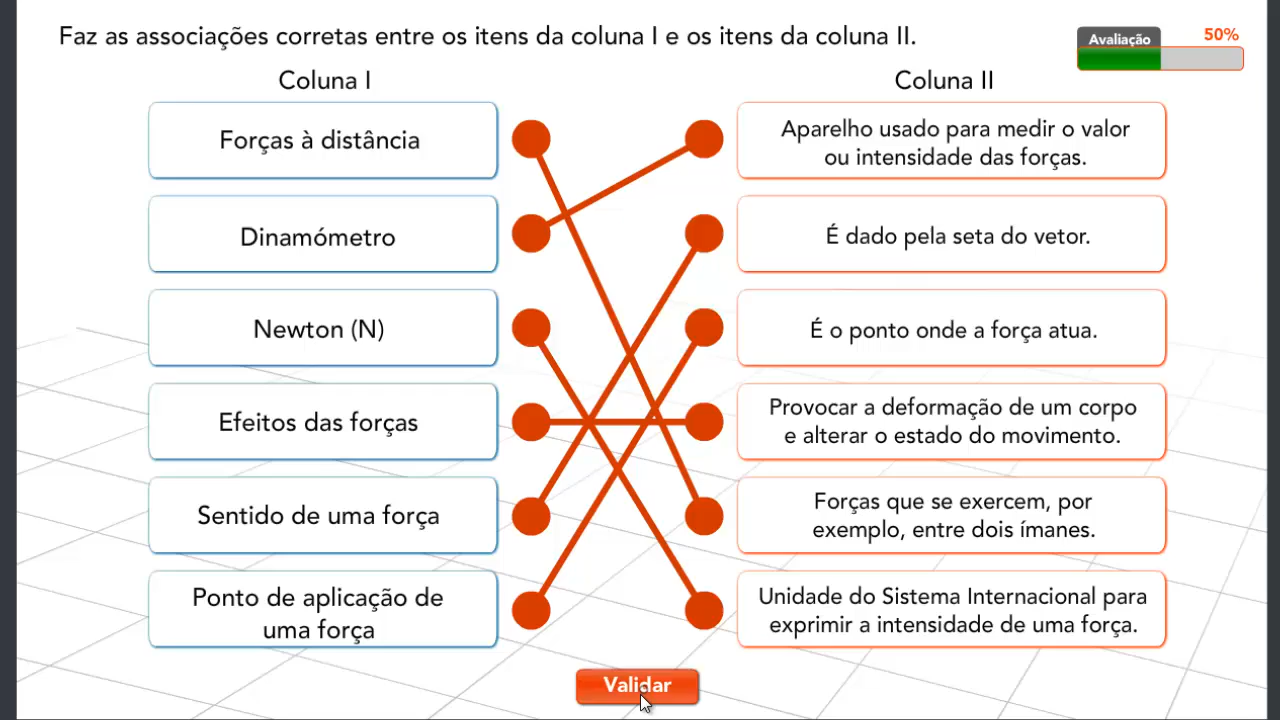 Faz as associações corretas entre os itens da coluna I e os itens da coluna II.
Avaliação
50%
Coluna I
Coluna II
Forças à distância
Aparelho usado para medir o valor
ou intensidade das forças.
Dinamómetro
É dado pela seta do vetor.
Newton (N)
É o ponto onde a força atua.
Efeitos das forças
Provocar a deformação de um corpo
e alterar o estado do movimento.
Sentido de uma força
Forças que se exercem, por
exemplo, entre dois ímanes.
Ponto de aplicação de
uma força
Unidade do Sistema Internacional para
exprimir a intensidade de uma força.
Validar